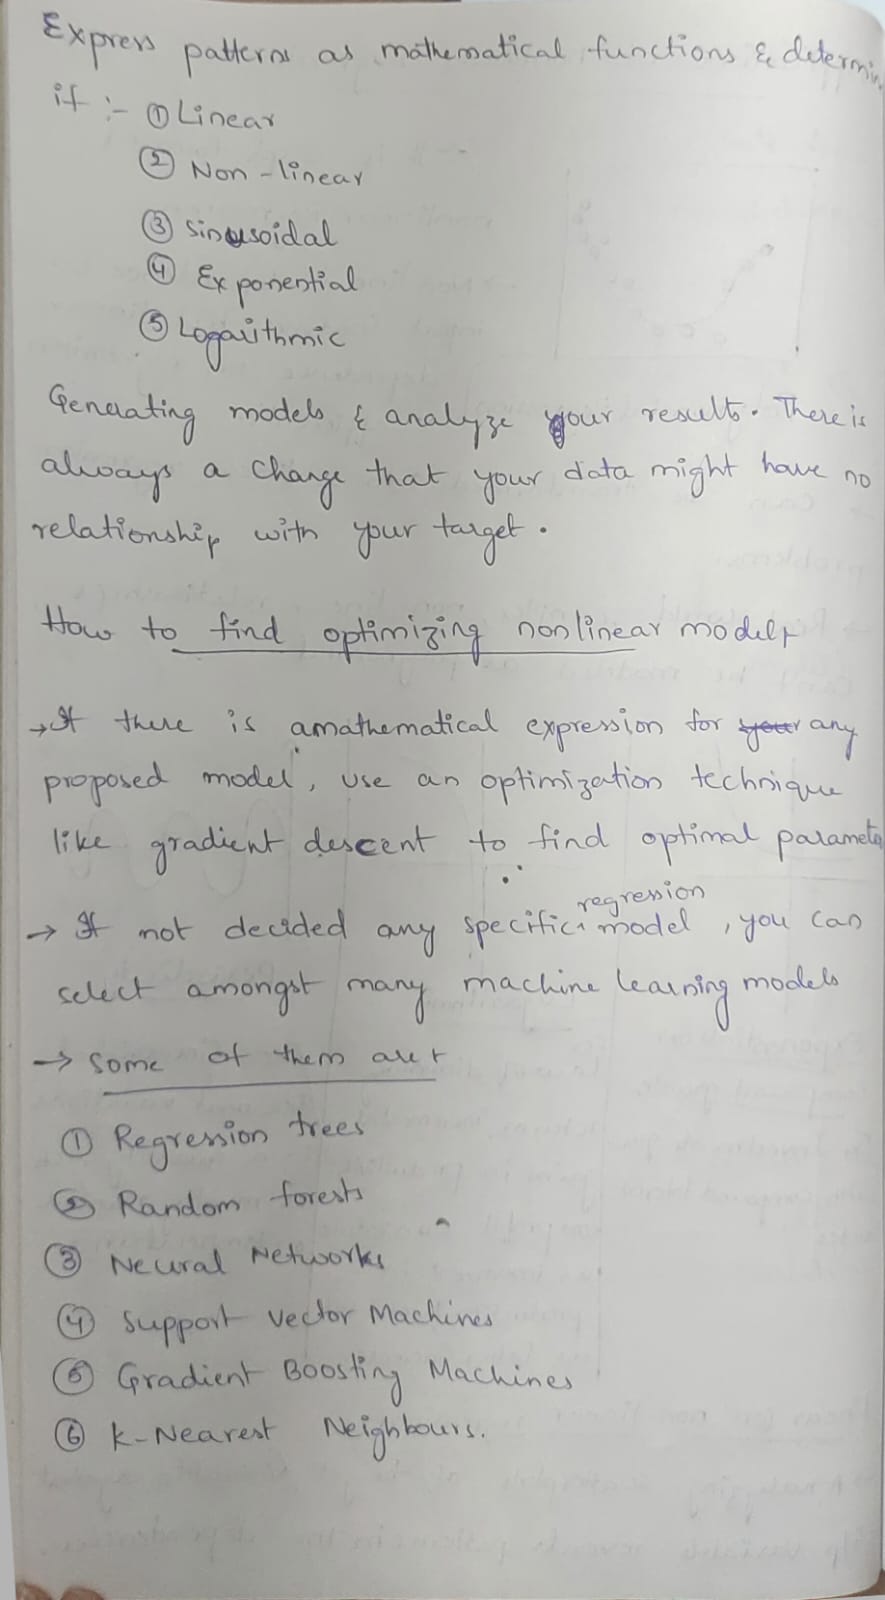 Express patterns as mathematical functions & determin
if :- ① Linear
② Non-linear
③ Sinusoidal
④ Exponential
⑤ Logarithmic
Generating models & analyze your results. There is
always a change that your data might have no
relationship with your target.
How to find optimizing nonlinear model
→ If there is a mathematical expression for any
proposed model, use an optimization technique
like gradient descent to find optimal paramete
→ If not decided any specific regression model, you can
select amongst many machine learning models
→ Some of them are
① Regression trees
② Random forests
③ Neural Networks
④ Support Vector Machines
⑤ Gradient Boosting Machines
⑥ K-Nearest Neighbours.